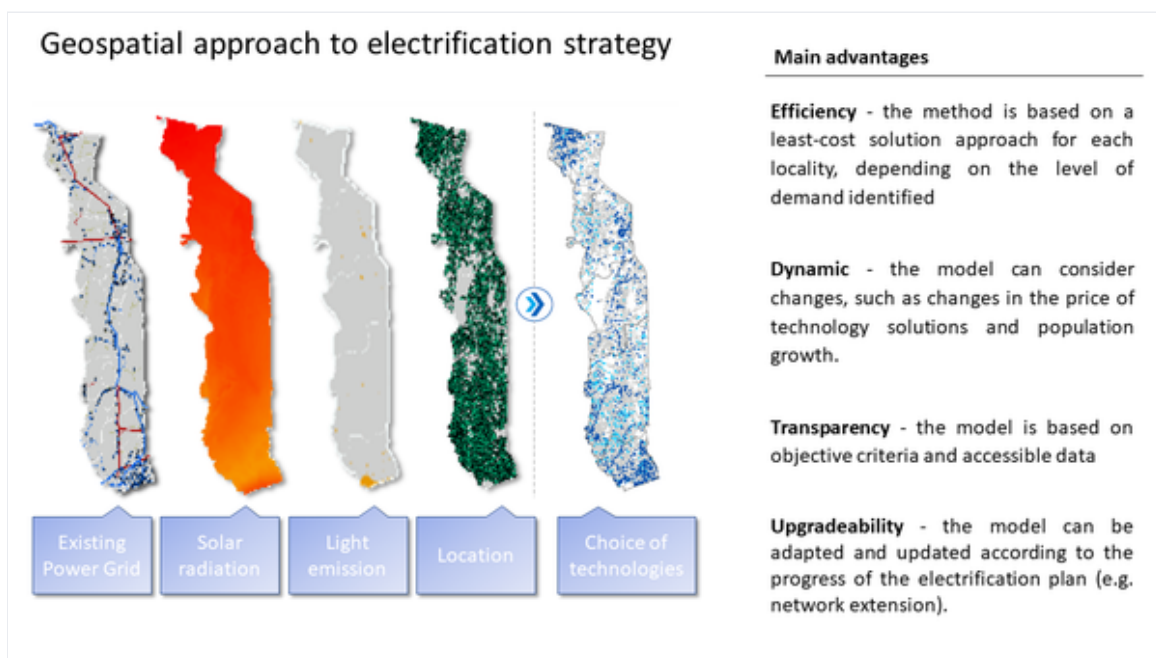 Geospatial approach to electrification strategy
Existing
Power Grid
Solar
radiation
Light
emission
Location
Choice of
technologies
Main advantages
Efficiency - the method is based on a
least-cost solution approach for each
locality, depending on the level of
demand identified
Dynamic - the model can consider
changes, such as changes in the price of
technology solutions and population
growth.
Transparency - the model is based on
objective criteria and accessible data
Upgradeability - the model can be
adapted and updated according to the
progress of the electrification plan (e.g.
network extension).